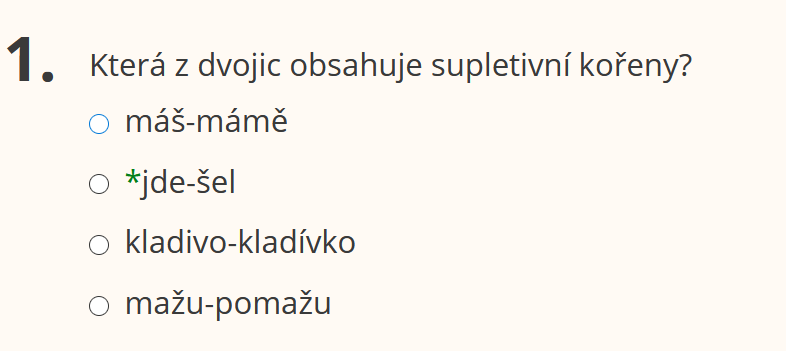 1. Která z dvojic obsahuje supletivní kořeny?
máš-mámě
*jde-šel
kladivo-kladívko
mažu-pomažu